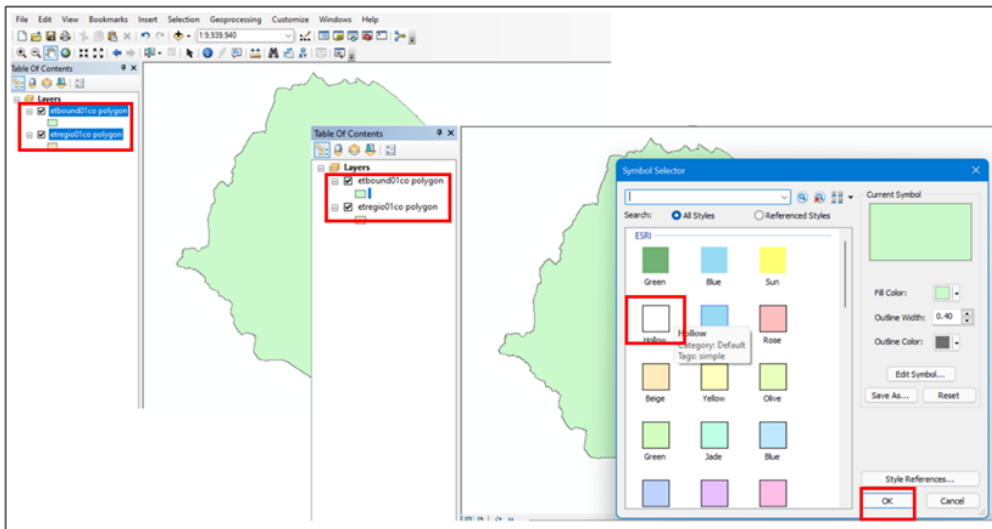 File Edit View Bookmarks Insert Selection Geoprocessing Customize Windows Help
1:9,939,940
Table Of Contents
Layers
etbound01co polygon
etregio01co polygon
Table Of Contents
Layers
etbound01co polygon
etregio01co polygon
Symbol Selector
Search: All Styles Referenced Styles
ESRI
Green Blue Sun
Hollow Rose
Hollow
Category: Default
Tags: simple
Beige Yellow Olive
Green Jade Blue
Current Symbol
Fill Color:
Outline Width: 0.40
Outline Color:
Edit Symbol...
Save As... Reset
Style References...
OK Cancel